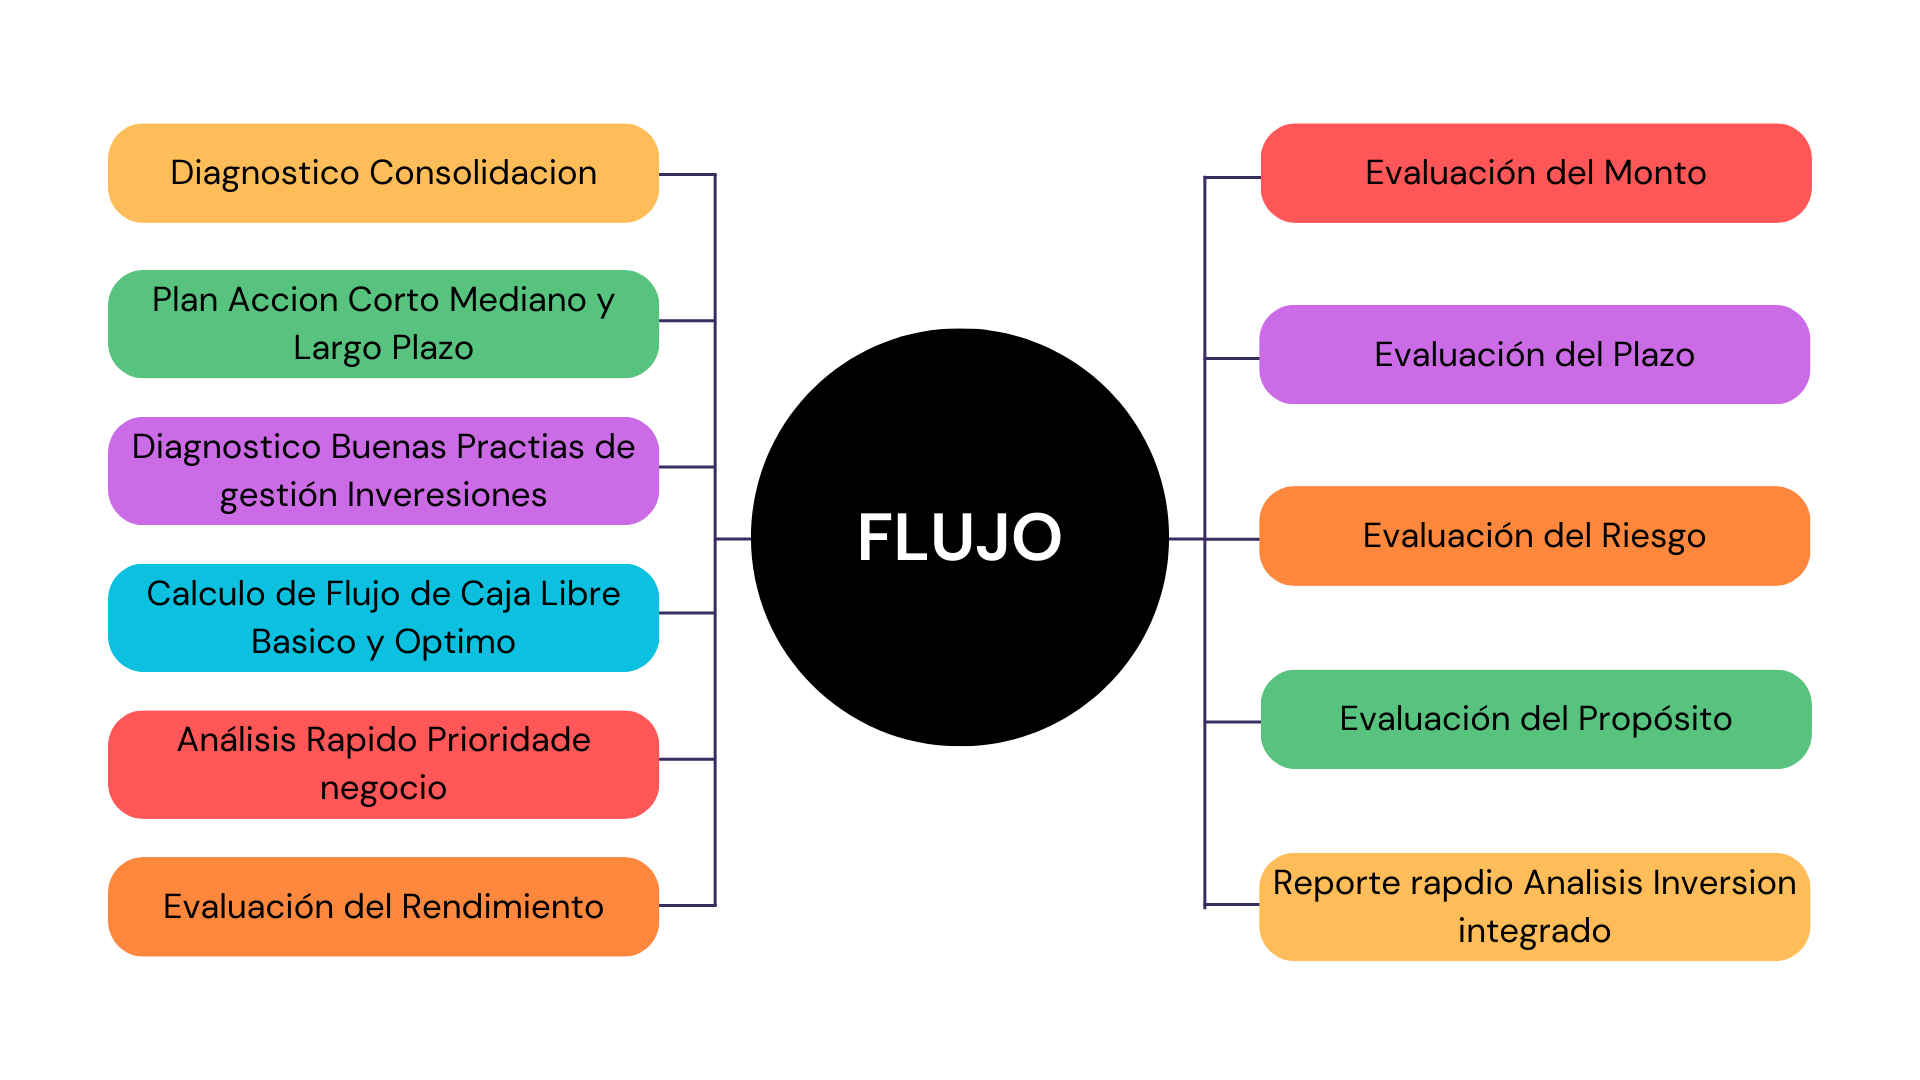 Diagnostico Consolidacion
Plan Accion Corto Mediano y
Largo Plazo
Diagnostico Buenas Practias de
gestión Inveresiones
Calculo de Flujo de Caja Libre
Basico y Optimo
Análisis Rapido Prioridade
negocio
Evaluación del Rendimiento
FLUJO
Evaluación del Monto
Evaluación del Plazo
Evaluación del Riesgo
Evaluación del Propósito
Reporte rapdio Analisis Inversion
integrado